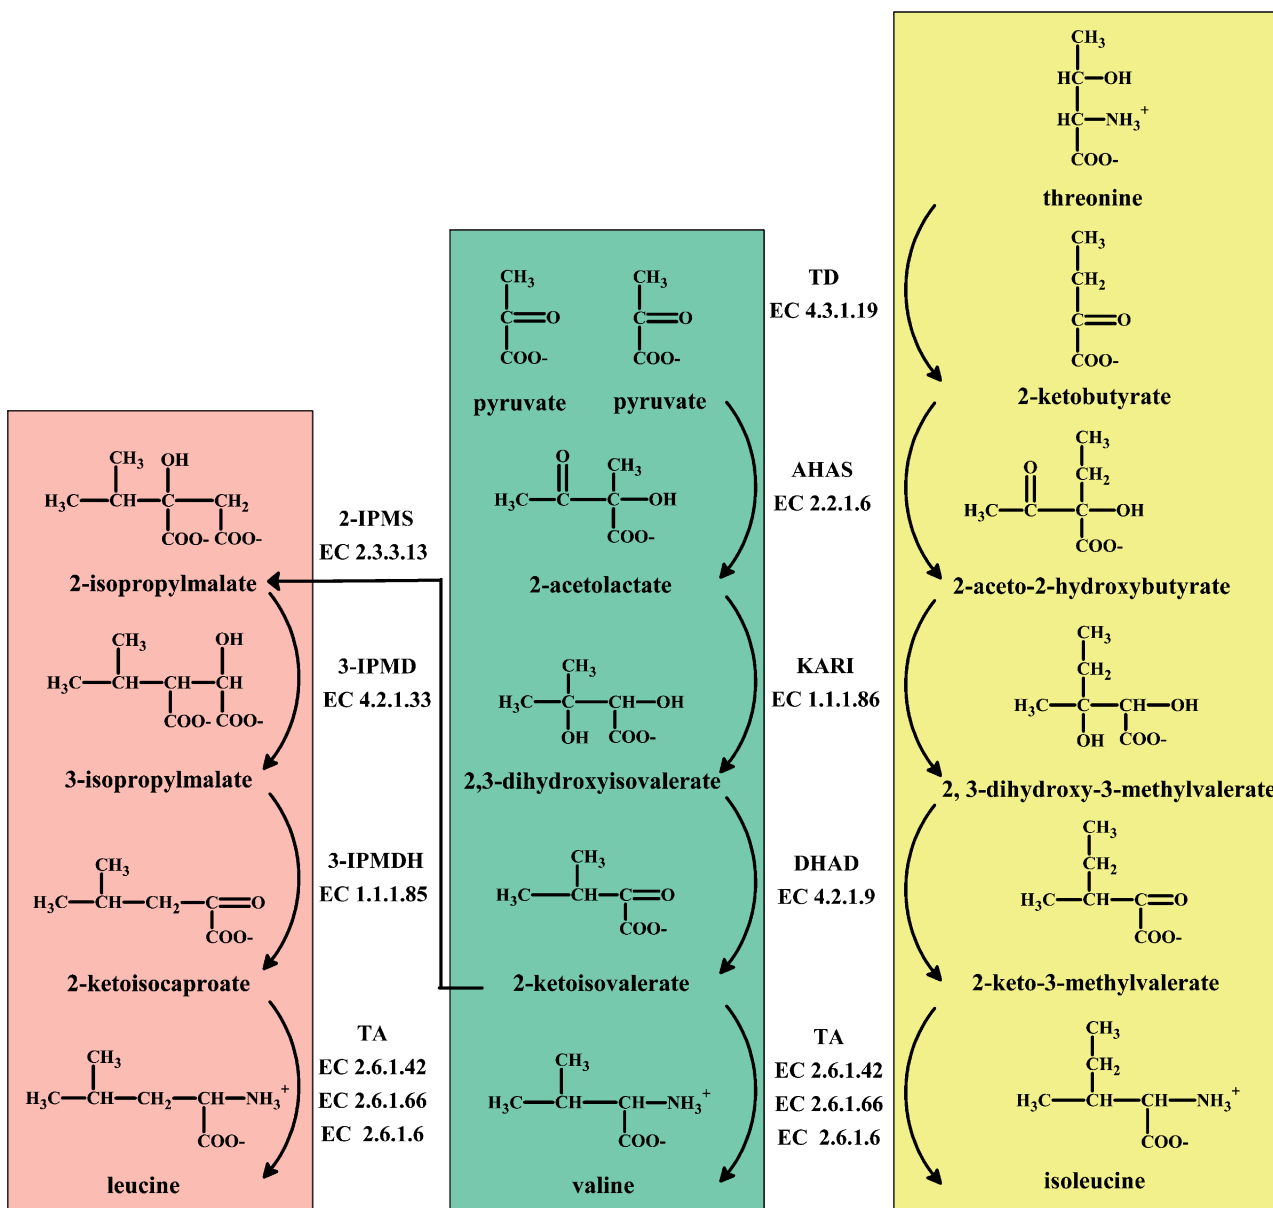 CH3
HC OH
HC NH3+
COO-
threonine
CH3
CH2
C O
COO-
2-ketobutyrate
CH3
O CH2
H3C C C OH
COO-
2-aceto-2-hydroxybutyrate
CH3
CH2
H3C C CH OH
OH COO-
2, 3-dihydroxy-3-methylvalerate
CH3
CH2
H3C CH C O
COO-
2-keto-3-methylvalerate
CH3
CH2
H3C CH CH NH3+
COO-
isoleucine
TD
EC 4.3.1.19
AHAS
EC 2.2.1.6
KARI
EC 1.1.1.86
DHAD
EC 4.2.1.9
TA
EC 2.6.1.42
EC 2.6.1.66
EC 2.6.1.6
CH3 CH3
C O C O
COO- COO-
pyruvate pyruvate
O CH3
H3C C C OH
COO-
2-acetolactate
CH3
H3C C CH OH
OH COO-
2,3-dihydroxyisovalerate
CH3
H3C CH C O
COO-
2-ketoisovalerate
CH3
H3C CH CH NH3+
COO-
valine
2-IPMS
EC 2.3.3.13
3-IPMD
EC 4.2.1.33
3-IPMDH
EC 1.1.1.85
TA
EC 2.6.1.42
EC 2.6.1.66
EC 2.6.1.6
CH3 OH
H3C CH C CH2
COO- COO-
2-isopropylmalate
CH3 OH
H3C CH CH CH
COO- COO-
3-isopropylmalate
CH3
H3C CH CH2 C O
COO-
2-ketoisocaproate
CH3
H3C CH CH2 CH NH3+
COO-
leucine